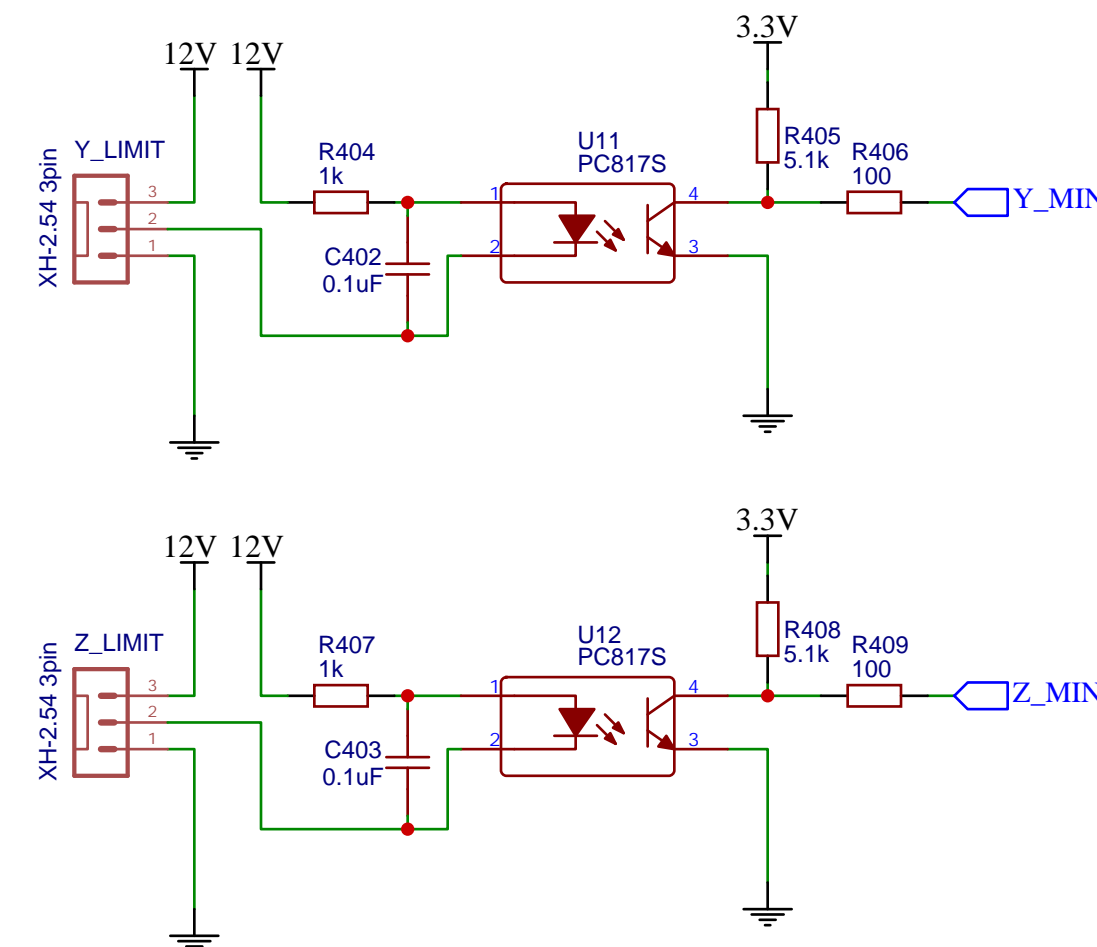 3.3V
12V 12V
Y_LIMIT
XH-2.54 3pin
3
2
1
R404
1k
C402
0.1uF
U11
PC817S
1
2
4
3
R405
5.1k
R406
100
Y_MIN
3.3V
12V 12V
Z_LIMIT
XH-2.54 3pin
3
2
1
R407
1k
C403
0.1uF
U12
PC817S
1
2
4
3
R408
5.1k
R409
100
Z_MIN